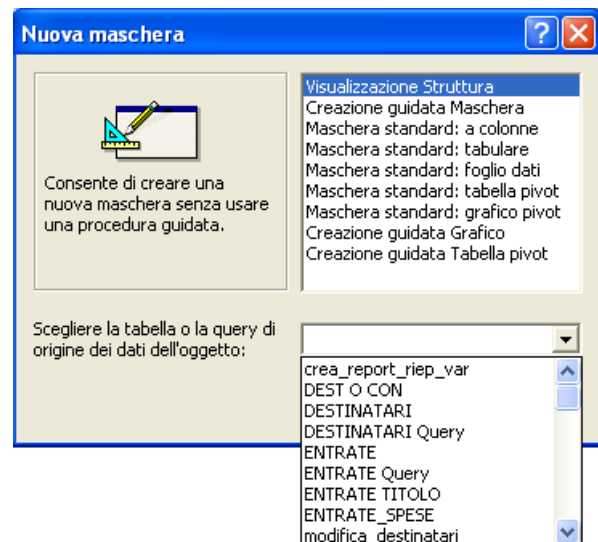 Nuova maschera
Consente di creare una
nuova maschera senza usare
una procedura guidata.
Visualizzazione Struttura
Creazione guidata Maschera
Maschera standard: a colonne
Maschera standard: tabulare
Maschera standard: foglio dati
Maschera standard: tabella pivot
Maschera standard: grafico pivot
Creazione guidata Grafico
Creazione guidata Tabella pivot
Scegliere la tabella o la query di
origine dei dati dell'oggetto:
crea_report_riep_var
DEST O CON
DESTINATARI
DESTINATARI Query
ENTRATE
ENTRATE Query
ENTRATE TITOLO
ENTRATE_SPESE
modifica_destinatari